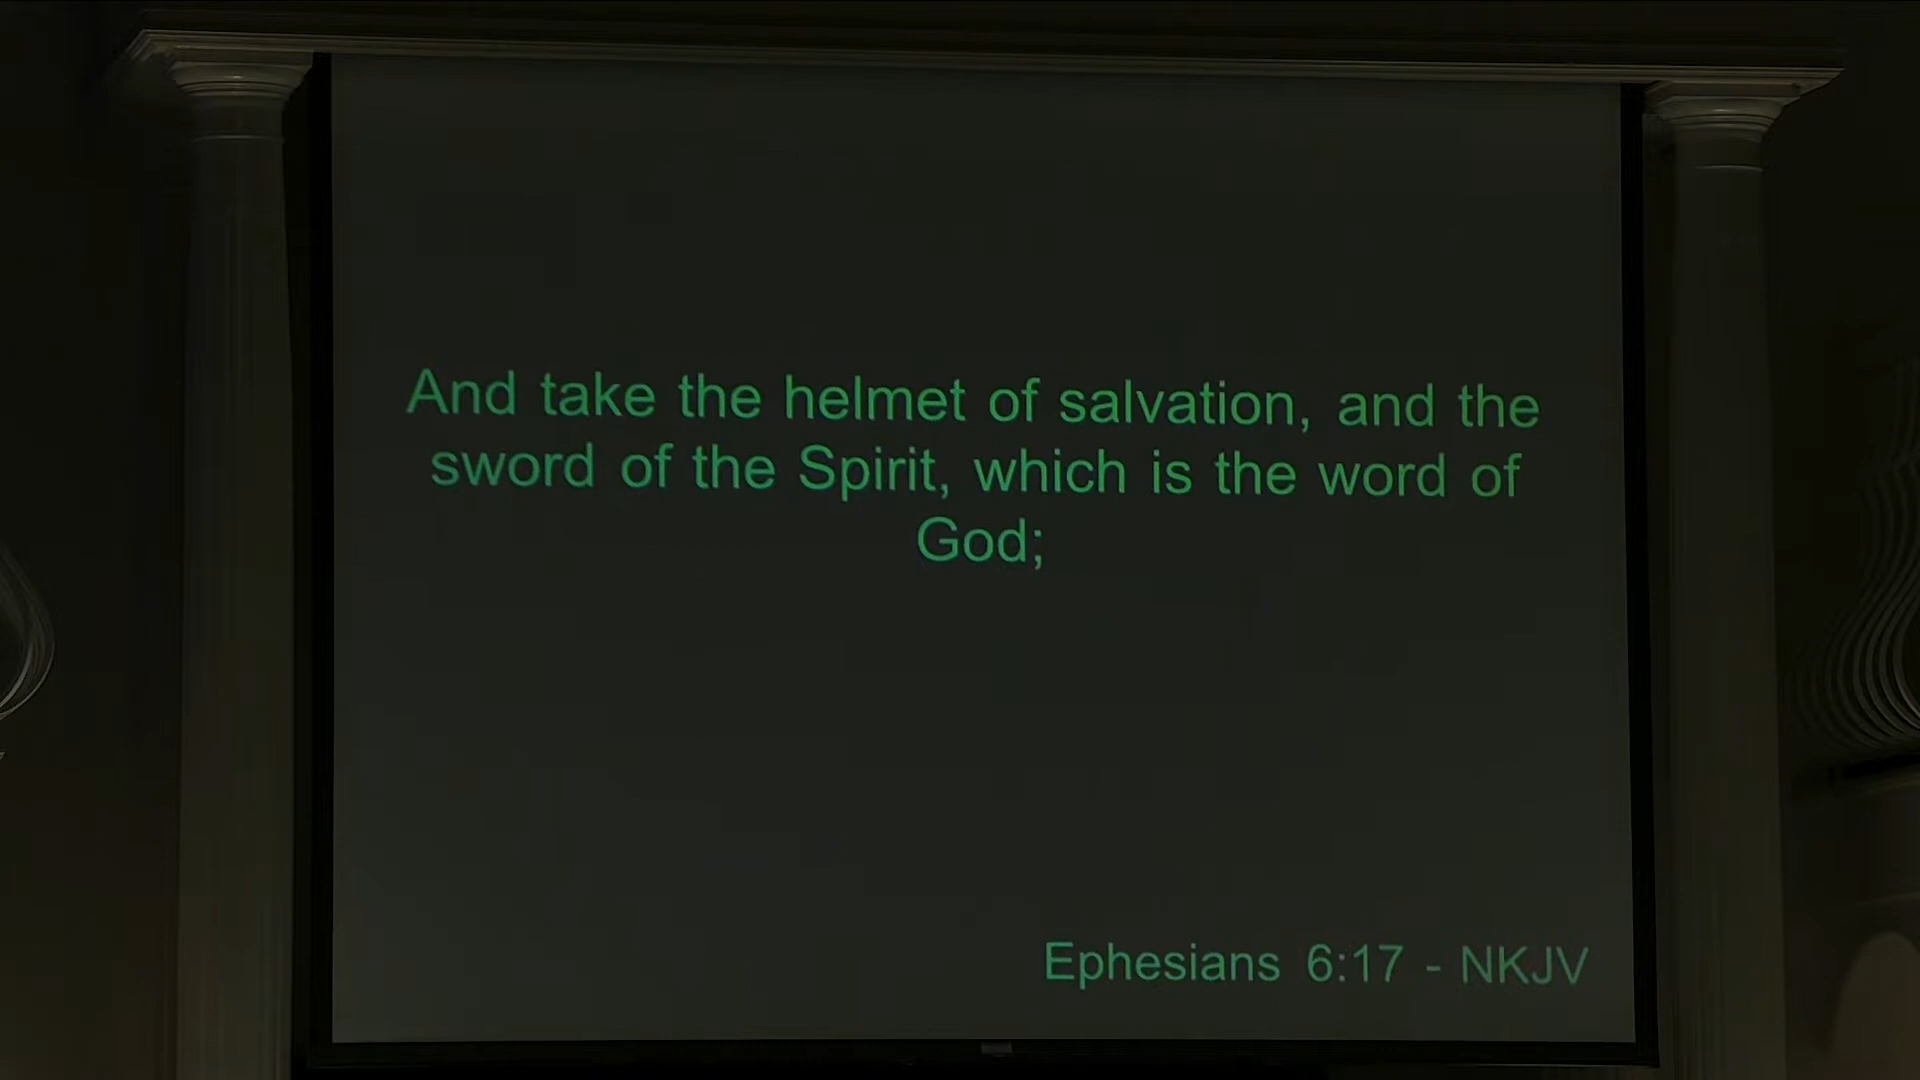 And take the helmet of salvation, and the
sword of the Spirit, which is the word of
God;
Ephesians 6:17 - NKJV